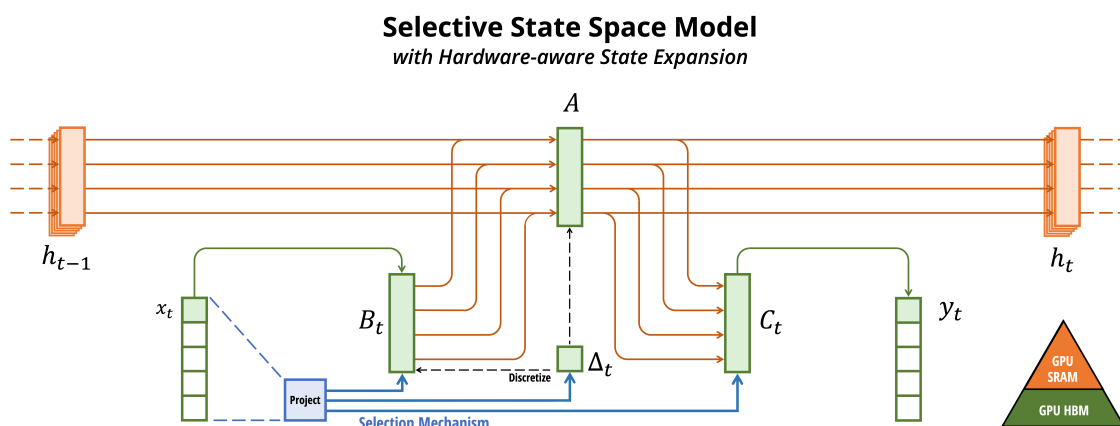 Selective State Space Model
with Hardware-aware State Expansion
A
h_{t-1}
h_t
x_t
B_t
C_t
y_t
Δ_t
Discretize
Project
Selection Mechanism
GPU
SRAM
GPU HBM